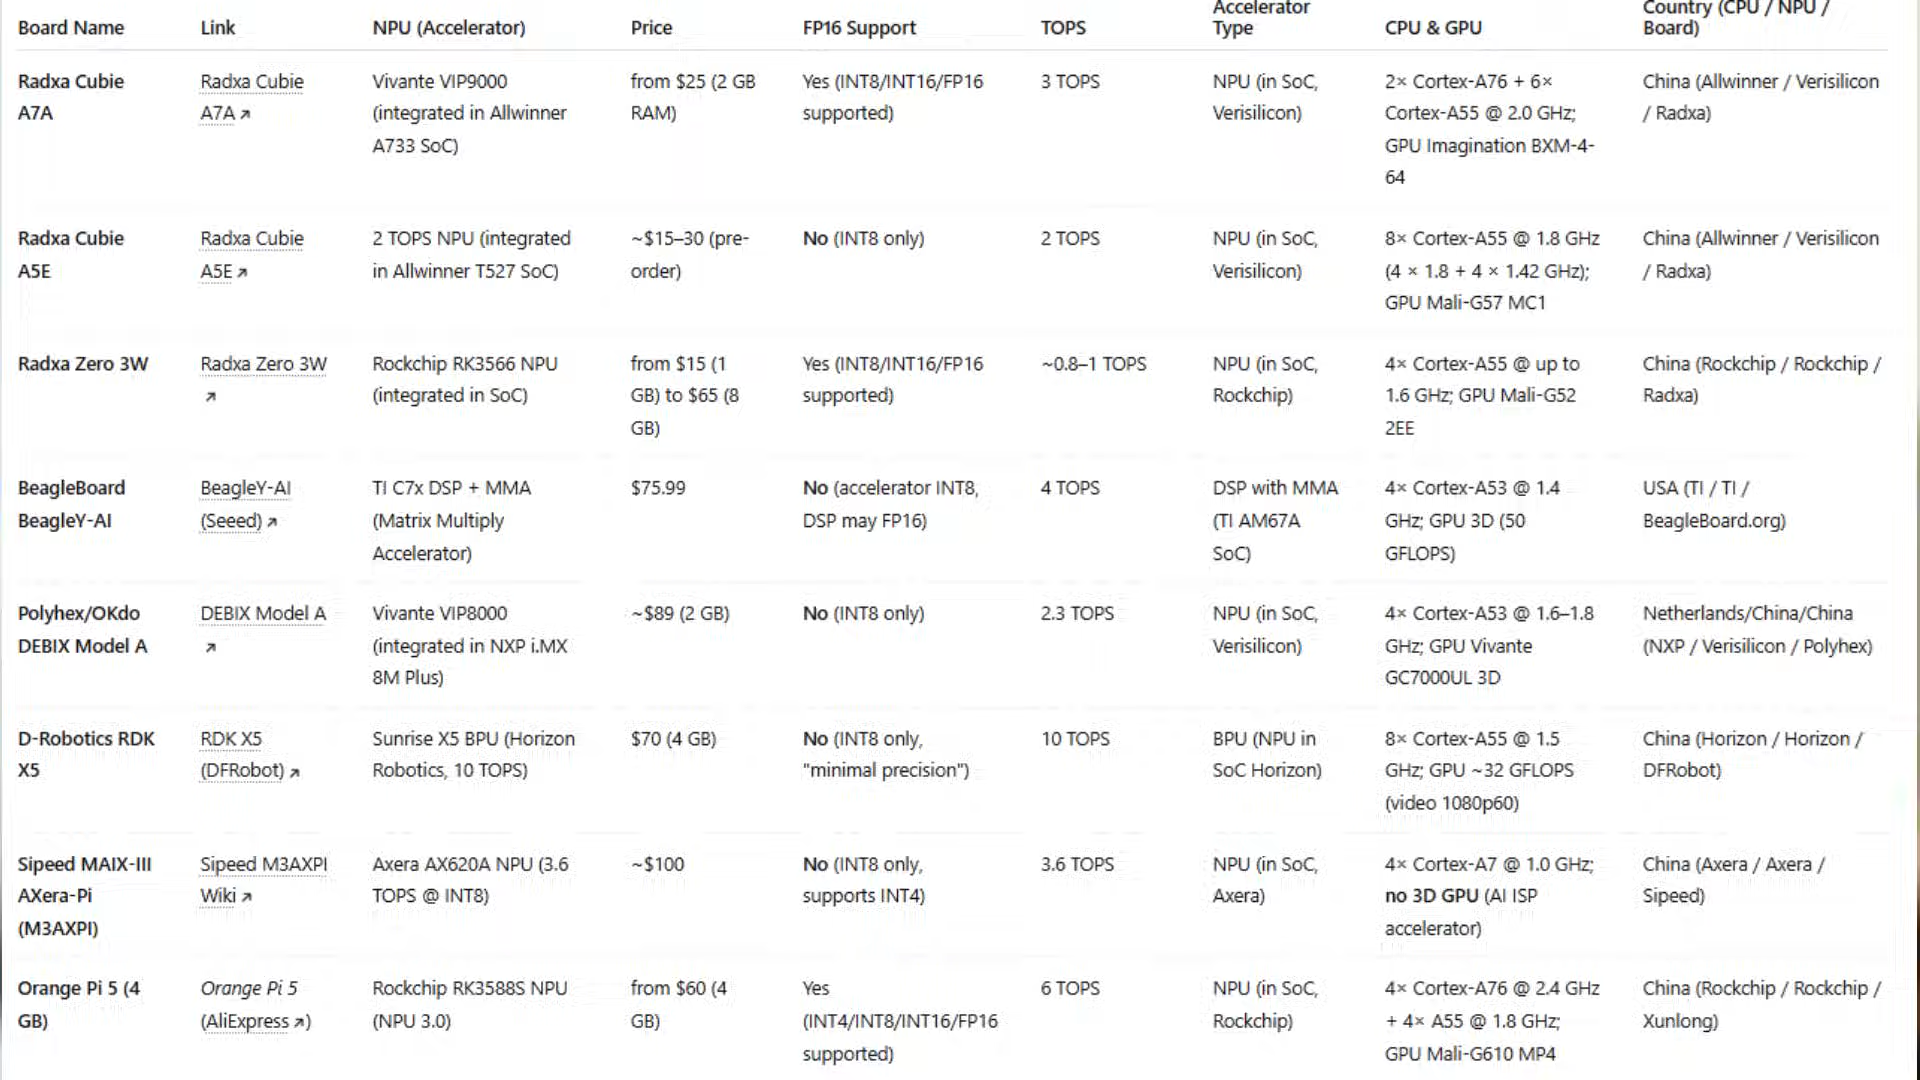 Board Name
Link
NPU (Accelerator)
Price
FP16 Support
TOPS
Accelerator
Type
CPU & GPU
Country (CPU / NPU /
Board)
Radxa Cubie
A7A
Radxa Cubie
A7A ↗
Vivante VIP9000
(integrated in Allwinner
A733 SoC)
from $25 (2 GB
RAM)
Yes (INT8/INT16/FP16
supported)
3 TOPS
NPU (in SoC,
Verisilicon)
2× Cortex-A76 + 6×
Cortex-A55 @ 2.0 GHz;
GPU Imagination BXM-4-
64
China (Allwinner / Verisilicon
/ Radxa)
Radxa Cubie
A5E
Radxa Cubie
A5E ↗
2 TOPS NPU (integrated
in Allwinner T527 SoC)
~$15–30 (pre-
order)
No (INT8 only)
2 TOPS
NPU (in SoC,
Verisilicon)
8× Cortex-A55 @ 1.8 GHz
(4 × 1.8 + 4 × 1.42 GHz);
GPU Mali-G57 MC1
China (Allwinner / Verisilicon
/ Radxa)
Radxa Zero 3W
Radxa Zero 3W
↗
Rockchip RK3566 NPU
(integrated in SoC)
from $15 (1
GB) to $65 (8
GB)
Yes (INT8/INT16/FP16
supported)
~0.8–1 TOPS
NPU (in SoC,
Rockchip)
4× Cortex-A55 @ up to
1.6 GHz; GPU Mali-G52
2EE
China (Rockchip / Rockchip /
Radxa)
BeagleBoard
BeagleY-AI
BeagleY-AI
(Seeed) ↗
TI C7x DSP + MMA
(Matrix Multiply
Accelerator)
$75.99
No (accelerator INT8,
DSP may FP16)
4 TOPS
DSP with MMA
(TI AM67A
SoC)
4× Cortex-A53 @ 1.4
GHz; GPU 3D (50
GFLOPS)
USA (TI / TI /
BeagleBoard.org)
Polyhex/OKdo
DEBIX Model A
DEBIX Model A
↗
Vivante VIP8000
(integrated in NXP i.MX
8M Plus)
~$89 (2 GB)
No (INT8 only)
2.3 TOPS
NPU (in SoC,
Verisilicon)
4× Cortex-A53 @ 1.6–1.8
GHz; GPU Vivante
GC7000UL 3D
Netherlands/China/China
(NXP / Verisilicon / Polyhex)
D-Robotics RDK
X5
RDK X5
(DFRobot) ↗
Sunrise X5 BPU (Horizon
Robotics, 10 TOPS)
$70 (4 GB)
No (INT8 only,
"minimal precision")
10 TOPS
BPU (NPU in
SoC Horizon)
8× Cortex-A55 @ 1.5
GHz; GPU ~32 GFLOPS
(video 1080p60)
China (Horizon / Horizon /
DFRobot)
Sipeed MAIX-III
AXera-Pi
(M3AXPI)
Sipeed M3AXPI
Wiki ↗
Axera AX620A NPU (3.6
TOPS @ INT8)
~$100
No (INT8 only,
supports INT4)
3.6 TOPS
NPU (in SoC,
Axera)
4× Cortex-A7 @ 1.0 GHz;
no 3D GPU (AI ISP
accelerator)
China (Axera / Axera /
Sipeed)
Orange Pi 5 (4
GB)
Orange Pi 5
(AliExpress ↗)
Rockchip RK3588S NPU
(NPU 3.0)
from $60 (4
GB)
Yes
(INT4/INT8/INT16/FP16
supported)
6 TOPS
NPU (in SoC,
Rockchip)
4× Cortex-A76 @ 2.4 GHz
+ 4× A55 @ 1.8 GHz;
GPU Mali-G610 MP4
China (Rockchip / Rockchip /
Xunlong)